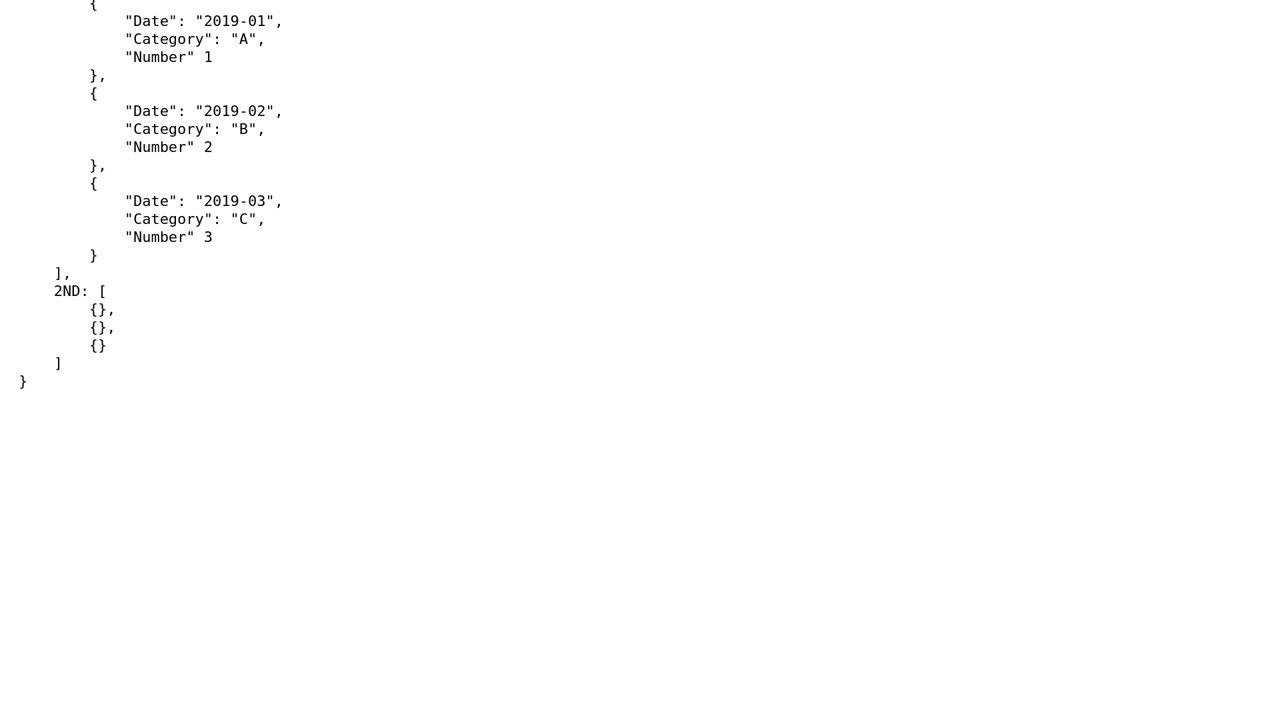 {
"Date": "2019-01",
"Category": "A",
"Number" 1
},
{
"Date": "2019-02",
"Category": "B",
"Number" 2
},
{
"Date": "2019-03",
"Category": "C",
"Number" 3
}
],
2ND: [
{},
{},
{}
]
}